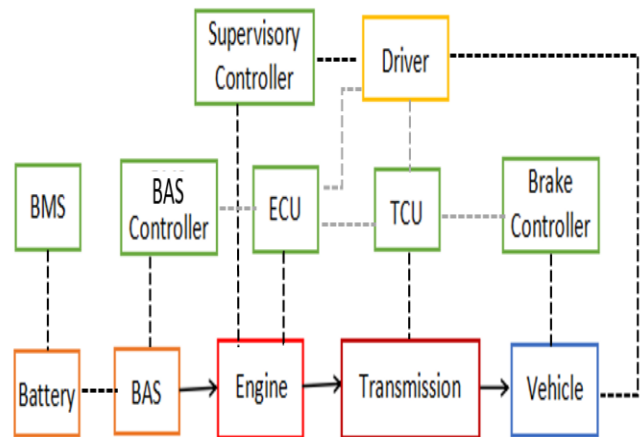 Supervisory
Controller
Driver
BMS
BAS
Controller
ECU
TCU
Brake
Controller
Battery
BAS
Engine
Transmission
Vehicle